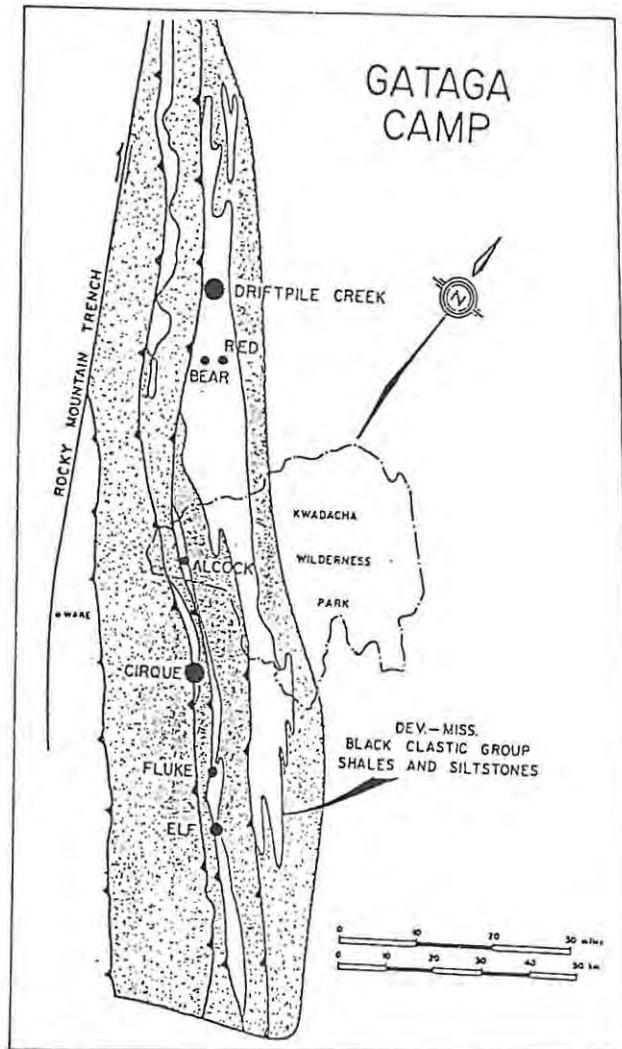 GATAGA
CAMP
ROCKY MOUNTAIN TRENCH
N
DRIFTPILE CREEK
RED
BEAR
KWADACHA
WILDERNESS
PARK
ALCOCK
WARE
CIRQUE
DEV.-MISS.
BLACK CLASTIC GROUP
SHALES AND SILTSTONES
FLUKE
ELF
0 10 20 30 miles
0 10 20 30 40 50 km